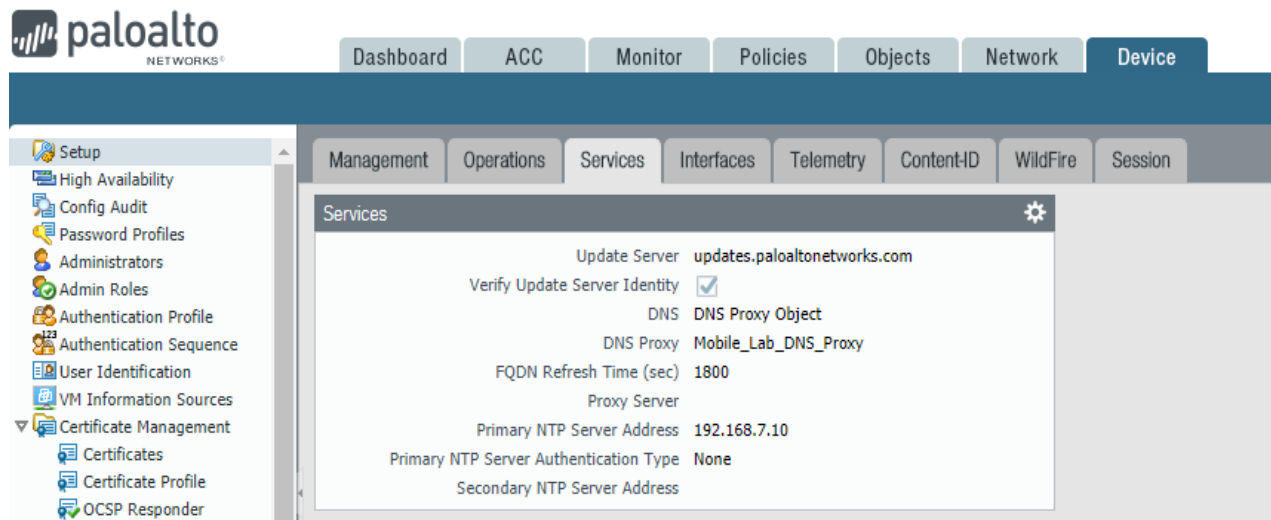 paloalto
NETWORKS®
Dashboard ACC Monitor Policies Objects Network Device
Setup
High Availability
Config Audit
Password Profiles
Administrators
Admin Roles
Authentication Profile
123
Authentication Sequence
User Identification
VM Information Sources
Certificate Management
Certificates
Certificate Profile
OCSP Responder
Management Operations Services Interfaces Telemetry Content-ID WildFire Session
Services
Update Server updates.paloaltonetworks.com
Verify Update Server Identity
DNS DNS Proxy Object
DNS Proxy Mobile_Lab_DNS_Proxy
FQDN Refresh Time (sec) 1800
Proxy Server
Primary NTP Server Address 192.168.7.10
Primary NTP Server Authentication Type None
Secondary NTP Server Address